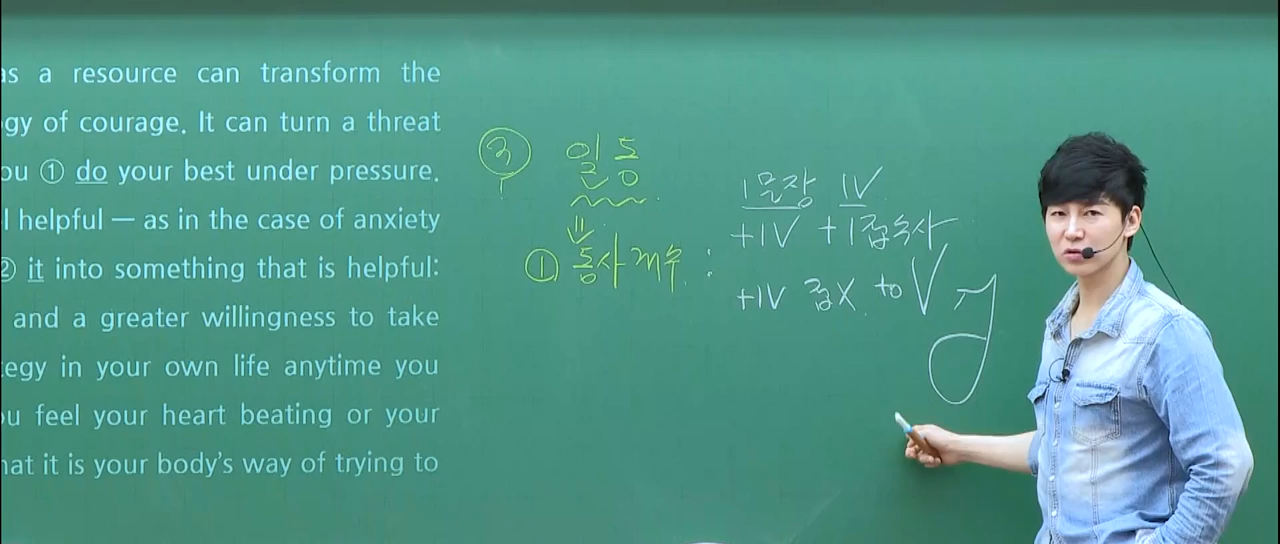 as a resource can transform the
ogy of courage. It can turn a threat
ou ① do your best under pressure.
l helpful — as in the case of anxiety
② it into something that is helpful:
and a greater willingness to take
tegy in your own life anytime you
ou feel your heart beating or your
hat it is your body's way of trying to
③ 일동
① 동사 개수 :
1문장 1V
+1V +1접속사
+1V 접X to V